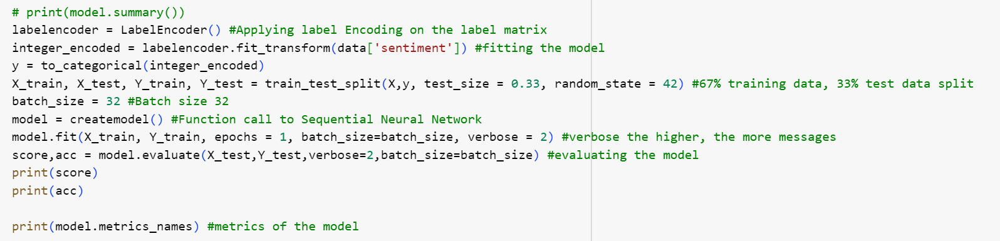 # print(model.summary())
labelencoder = LabelEncoder() #Applying label Encoding on the label matrix
integer_encoded = labelencoder.fit_transform(data['sentiment']) #fitting the model
y = to_categorical(integer_encoded)
X_train, X_test, Y_train, Y_test = train_test_split(X,y, test_size = 0.33, random_state = 42) #67% training data, 33% test data split
batch_size = 32 #Batch size 32
model = createmodel() #Function call to Sequential Neural Network
model.fit(X_train, Y_train, epochs = 1, batch_size=batch_size, verbose = 2) #verbose the higher, the more messages
score,acc = model.evaluate(X_test,Y_test,verbose=2,batch_size=batch_size) #evaluating the model
print(score)
print(acc)
print(model.metrics_names) #metrics of the model